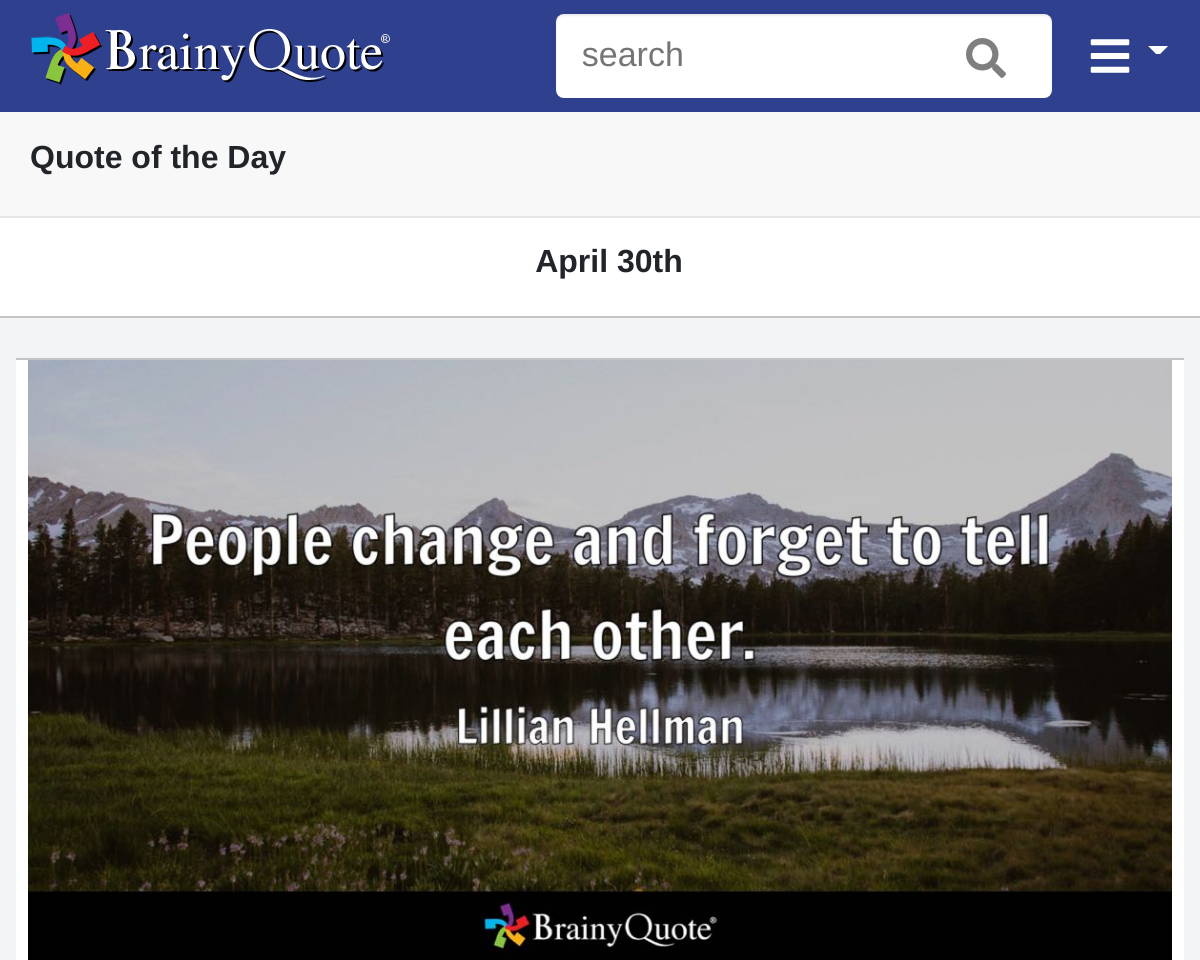 BrainyQuote®
search
Quote of the Day
April 30th
People change and forget to tell
each other.
Lillian Hellman
BrainyQuote®